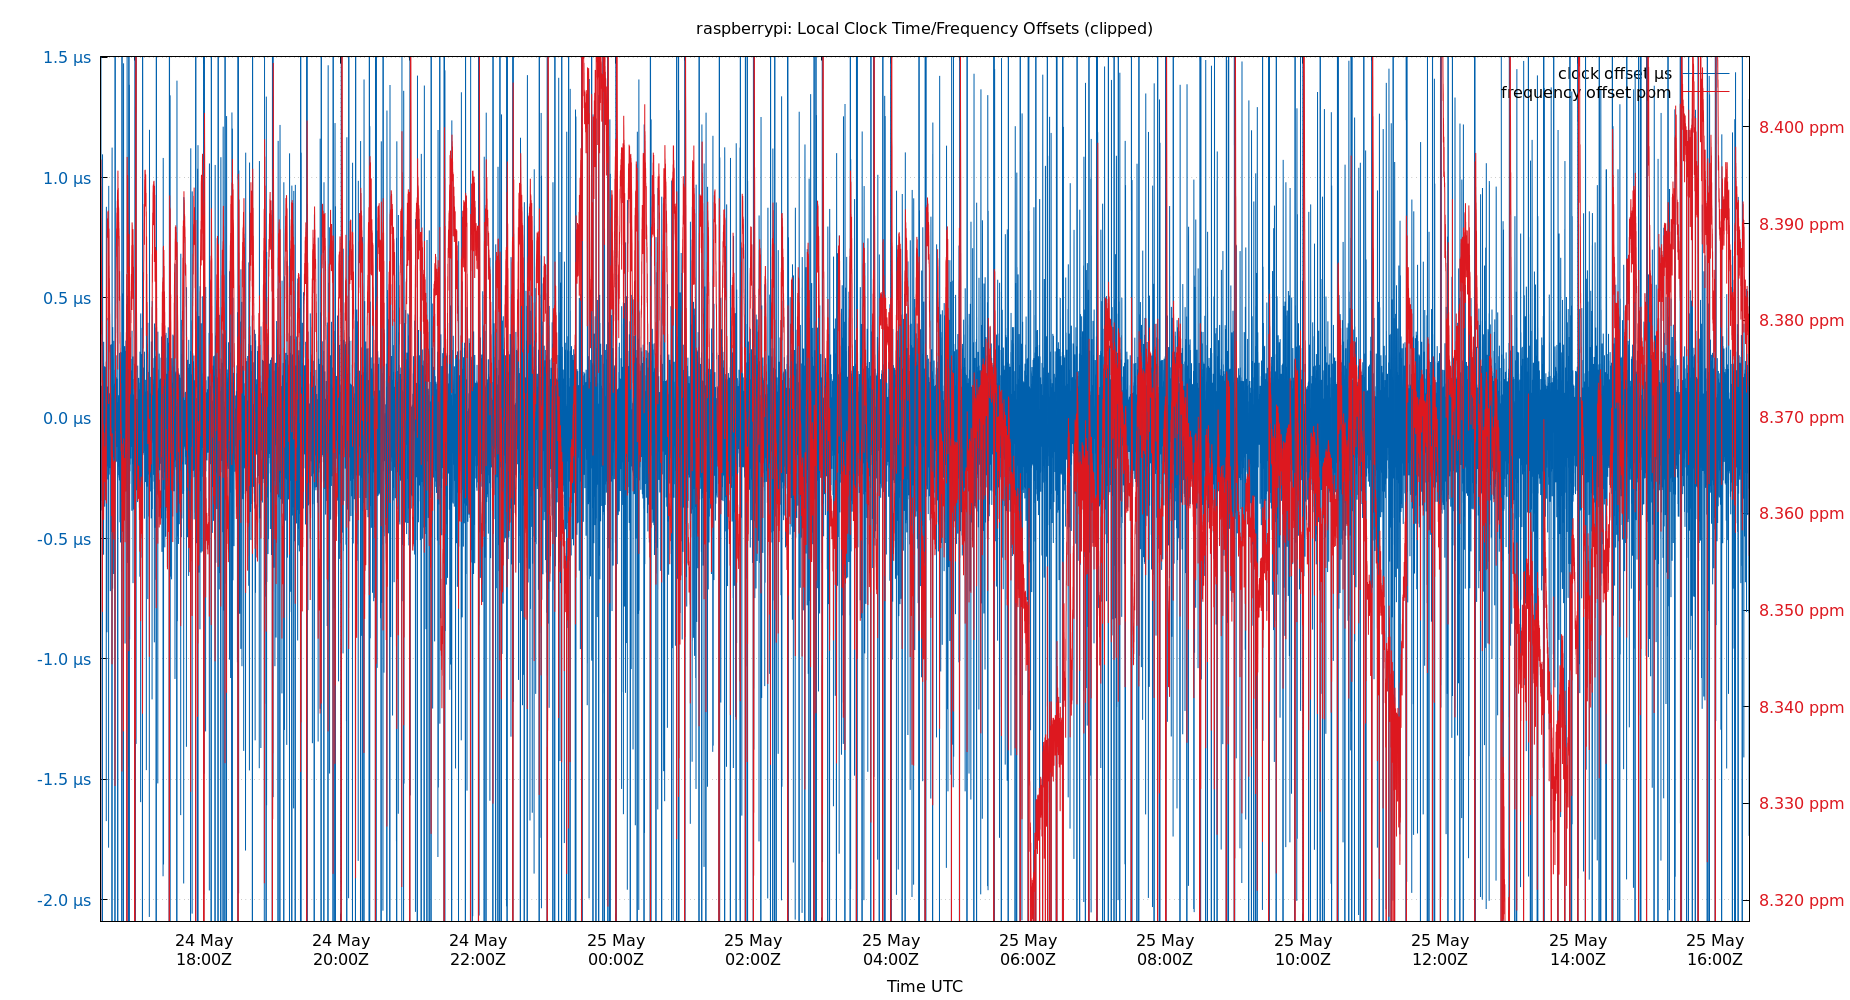 raspberrypi: Local Clock Time/Frequency Offsets (clipped)
clock offset µs
frequency offset ppm
1.5 µs
1.0 µs
0.5 µs
0.0 µs
-0.5 µs
-1.0 µs
-1.5 µs
-2.0 µs
8.400 ppm
8.390 ppm
8.380 ppm
8.370 ppm
8.360 ppm
8.350 ppm
8.340 ppm
8.330 ppm
8.320 ppm
24 May 24 May 24 May 25 May 25 May 25 May 25 May 25 May 25 May 25 May 25 May 25 May
18:00Z 20:00Z 22:00Z 00:00Z 02:00Z 04:00Z 06:00Z 08:00Z 10:00Z 12:00Z 14:00Z 16:00Z
Time UTC